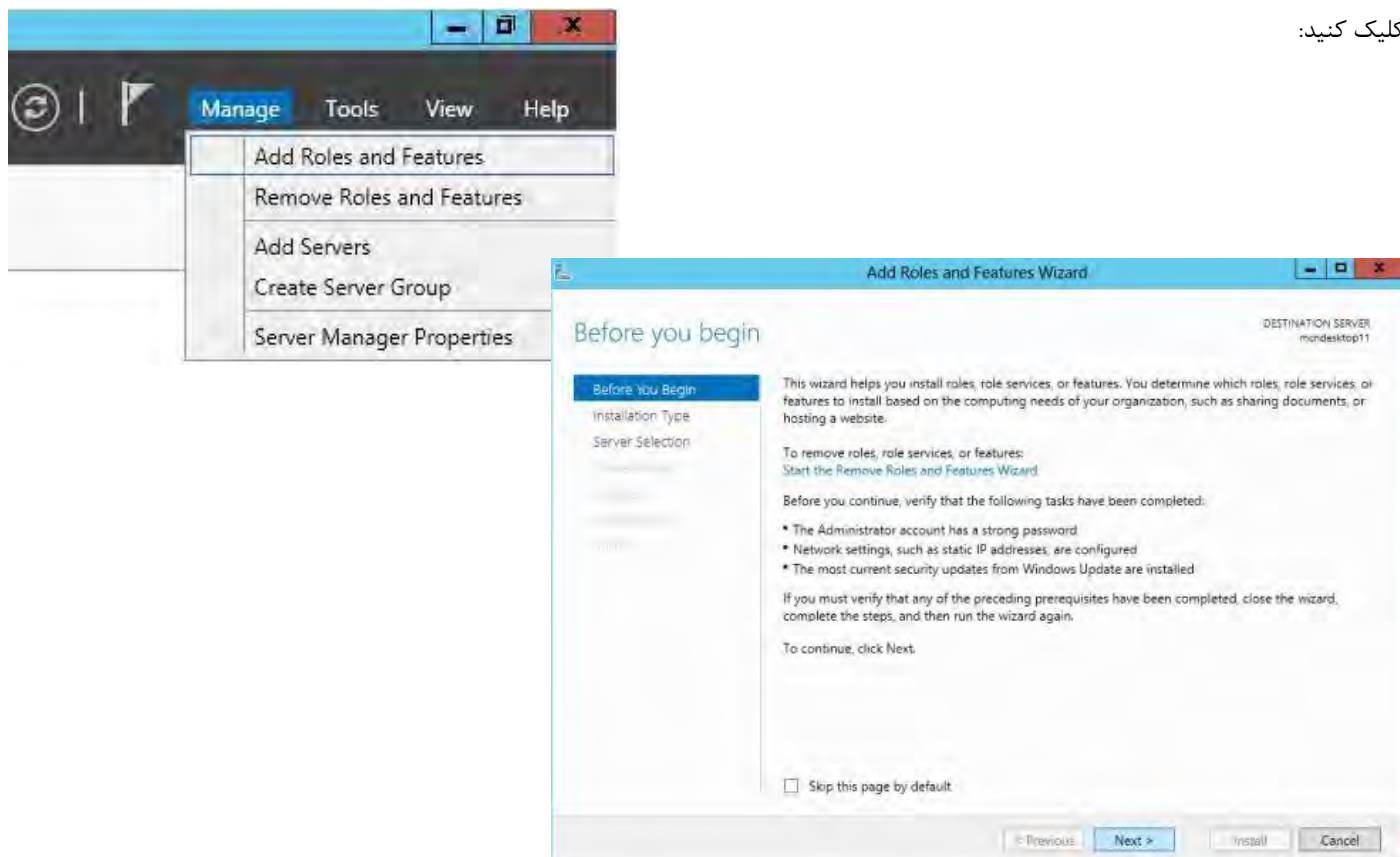 کلیک کنید:
Manage Tools View Help
Add Roles and Features
Remove Roles and Features
Add Servers
Create Server Group
Server Manager Properties
Add Roles and Features Wizard
Before you begin
DESTINATION SERVER
Before You Begin
Installation Type
Server Selection
This wizard helps you install roles, role services, or features. You determine which roles, role services, or
features to install based on the computing needs of your organization, such as sharing documents, or
hosting a website.
To remove roles, role services, or features:
Start the Remove Roles and Features Wizard
Before you continue, verify that the following tasks have been completed:
• The Administrator account has a strong password
• Network settings, such as static IP addresses, are configured
• The most current security updates from Windows Update are installed
If you must verify that any of the preceding prerequisites have been completed, close the wizard,
complete the steps, and then run the wizard again.
To continue, click Next.
Skip this page by default
< Previous Next > Install Cancel